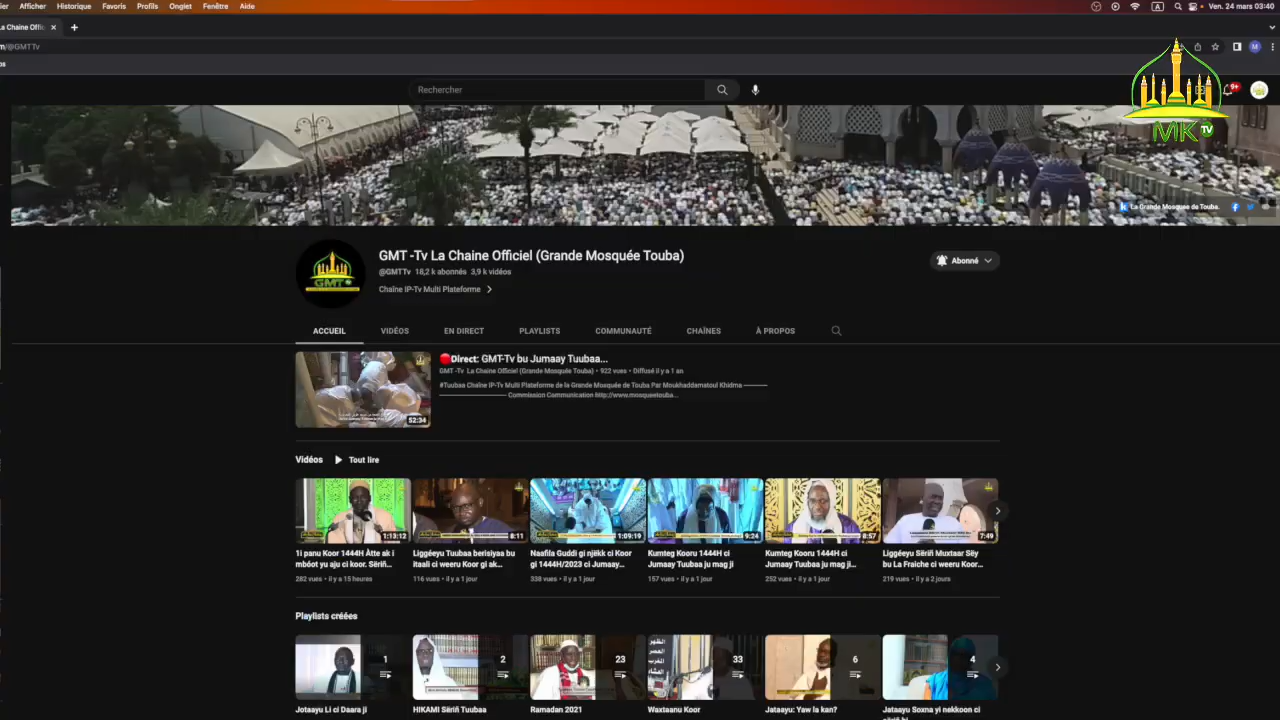 Afficher Historique Favoris Profils Onglet Fenêtre Aide
Ven. 24 mars 03:40
La Chaine Offi
/@GMTTv
Rechercher
9+
MK TV
La Grande Mosquee de Touba.
GMT -Tv La Chaine Officiel (Grande Mosquée Touba)
@GMTTv 18,2 k abonnés 3,9 k vidéos
Chaîne IP-Tv Multi Plateforme
Abonné
GMT
ACCUEIL VIDÉOS EN DIRECT PLAYLISTS COMMUNAUTÉ CHAÎNES À PROPOS
🔴Direct: GMT-Tv bu Jumaay Tuubaa...
GMT -Tv La Chaine Officiel (Grande Mosquée Touba) • 922 vues • Diffusé il y a 1 an
#Tuubaa Chaîne IP-Tv Multi Plateforme de la Grande Mosquée de Touba Par Moukhaddamatoul Khidma
Commission Communication http://www.mosqueetouba...
52:34
Vidéos Tout lire
1:13:12 8:11 1:09:19 9:24 8:57 7:49
1i panu Koor 1444H Àtte ak i
mbóot yu aju ci koor. Sëriñ...
282 vues • il y a 15 heures
Liggéeyu Tuubaa berisiyaa bu
itaali ci weeru Koor gi ak...
116 vues • il y a 1 jour
Naafila Guddi gi njëkk ci Koor
gi 1444H/2023 ci Jumaay...
338 vues • il y a 1 jour
Kumteg Kooru 1444H ci
Jumaay Tuubaa ju mag ji
157 vues • il y a 1 jour
Kumteg Kooru 1444H ci
Jumaay Tuubaa ju mag ji...
252 vues • il y a 1 jour
Liggéeyu Sëriñ Muxtaar Sëy
bu La Fraiche ci weeru Koor...
219 vues • il y a 2 jours
Playlists créées
1 2 23 33 6 4
Jotaayu Li ci Daara ji
HIKAMI Sëriñ Tuubaa
Ramadan 2021
Waxtaanu Koor
Jataayu: Yaw la kan?
Jataayu Soxna yi nekkoon ci